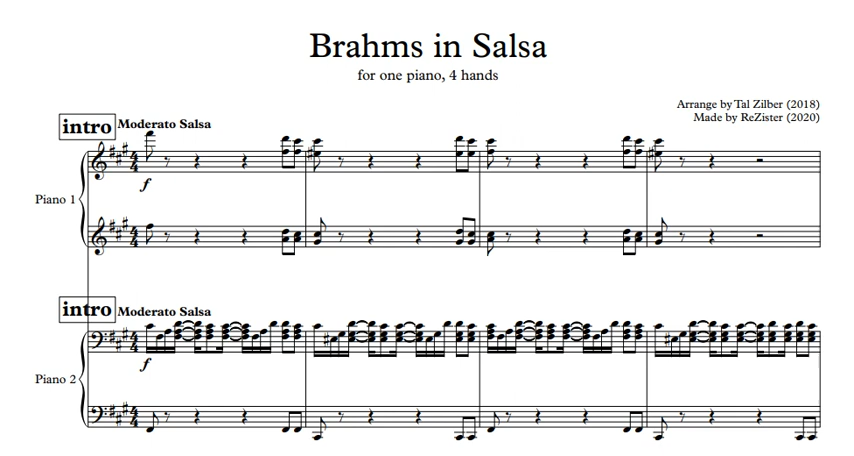 Brahms in Salsa
for one piano, 4 hands
Arrange by Tal Zilber (2018)
Made by ReZister (2020)
intro Moderato Salsa
f
Piano 1
intro Moderato Salsa
f
Piano 2